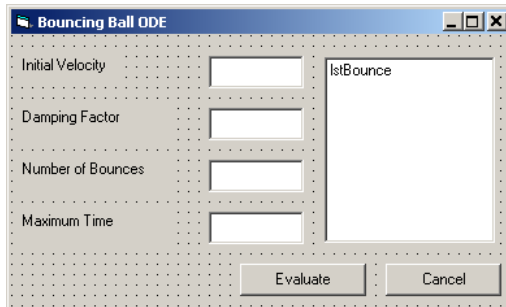 Bouncing Ball ODE
Initial Velocity
lstBounce
Damping Factor
Number of Bounces
Maximum Time
Evaluate
Cancel